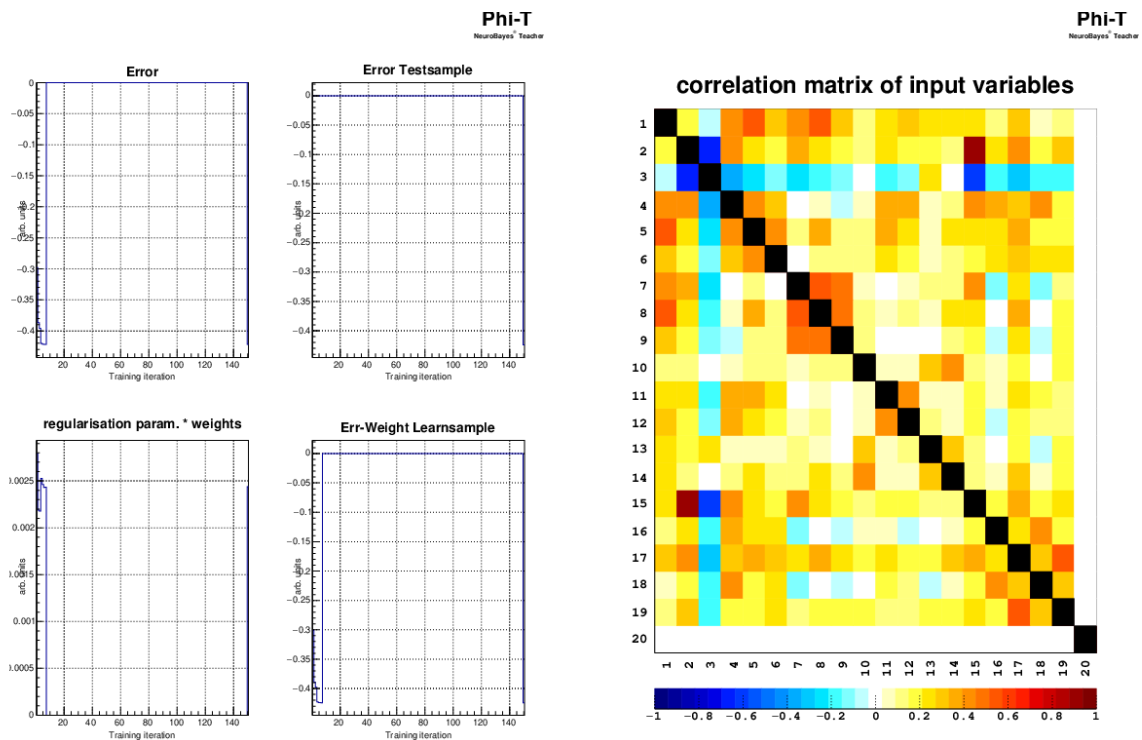 Phi-T
NeuroBayes® Teacher
Error
0
−0.05
−0.1
−0.15
−0.2
−0.25
−0.3
−0.35
−0.4
arb. units
20 40 60 80 100 120 140
Training iteration
Error Testsample
0
−0.05
−0.1
−0.15
−0.2
−0.25
−0.3
−0.35
−0.4
arb. units
20 40 60 80 100 120 140
Training iteration
regularisation param. * weights
0.0025
0.002
0.0015
0.001
0.0005
0
arb. units
20 40 60 80 100 120 140
Training iteration
Err-Weight Learnsample
0
−0.05
−0.1
−0.15
−0.2
−0.25
−0.3
−0.35
−0.4
arb. units
20 40 60 80 100 120 140
Training iteration
Phi-T
NeuroBayes® Teacher
correlation matrix of input variables
1
2
3
4
5
6
7
8
9
10
11
12
13
14
15
16
17
18
19
20
1 2 3 4 5 6 7 8 9 10 11 12 13 14 15 16 17 18 19 20
−1 −0.8 −0.6 −0.4 −0.2 0 0.2 0.4 0.6 0.8 1